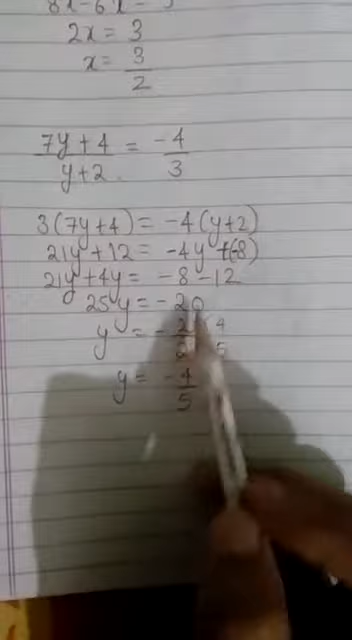 2x = 3
x = 3/2
7y + 4 / y + 2 = -4/3
3(7y+4) = -4(y+2)
21y + 12 = -4y +(-8)
21y + 4y = -8 - 12
25y = -20
y = -
y = -4/5